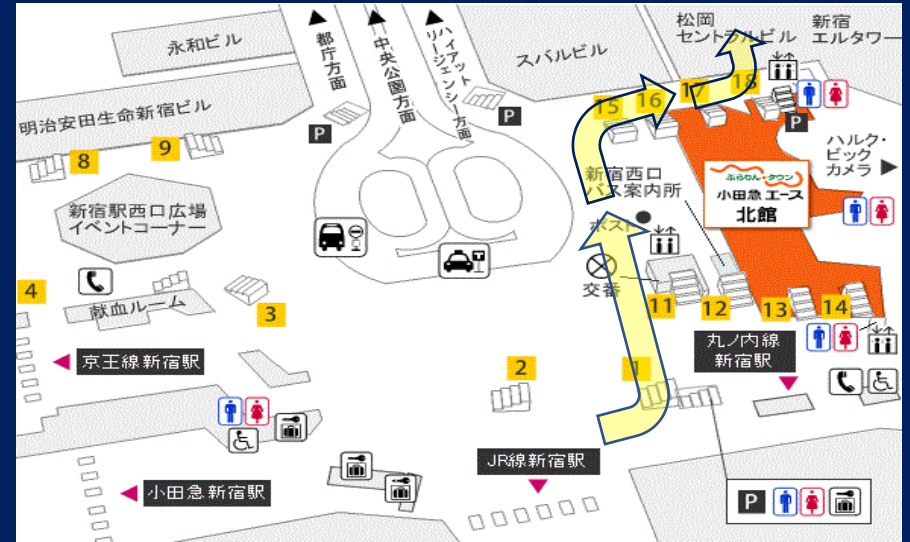 永和ビル
明治安田生命新宿ビル
8
9
都庁方面
中央公園方面
ハイアット
リージェンシー方面
P
P
スバルビル
松岡
セントラルビル
新宿
エルタワー
15
16
17
18
P
ハルク・
ビック
カメラ
ぷらりん・タウン
小田急 エース
北館
新宿西口
バス案内所
ポスト
交番
11
12
13
14
新宿駅西口広場
イベントコーナー
献血ルーム
4
3
京王線新宿駅
2
1
丸ノ内線
新宿駅
JR線新宿駅
小田急新宿駅
P